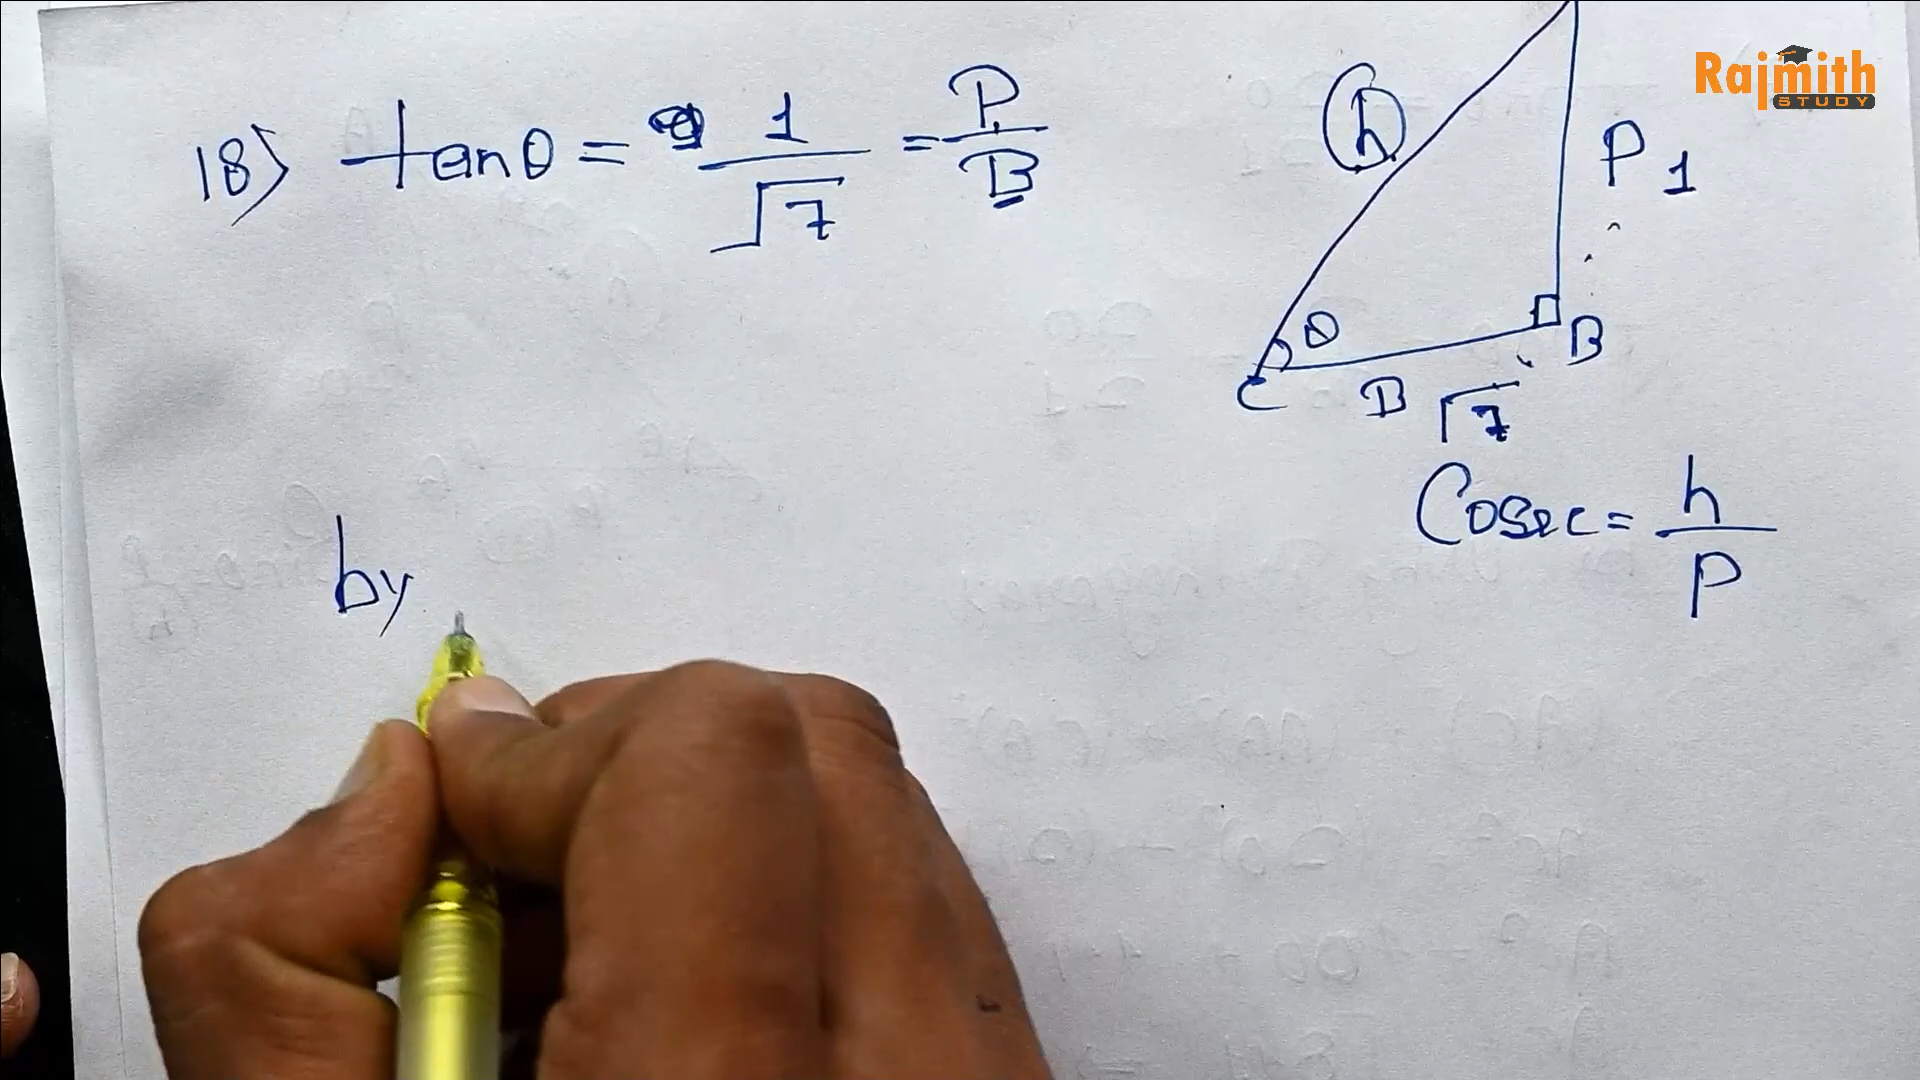 18) tanθ = 1/√7 = P/B
h
P 1
θ
B
C
B √7
Cosec = h/P
by
Rajmith
STUDY